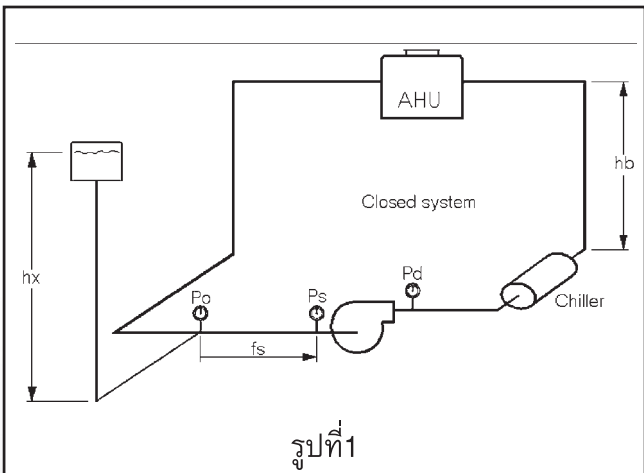 AHU
hb
Closed system
hx
Po
Ps
Pd
Chiller
fs
รูปที่1